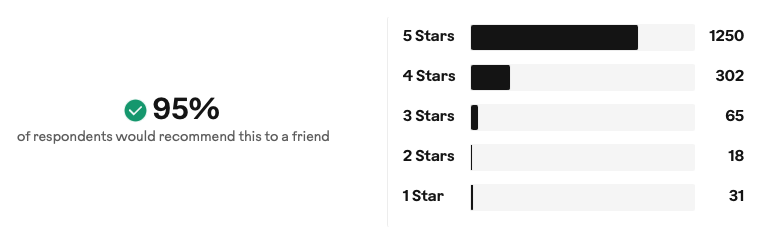 95%
of respondents would recommend this to a friend
5 Stars 1250
4 Stars 302
3 Stars 65
2 Stars 18
1 Star 31